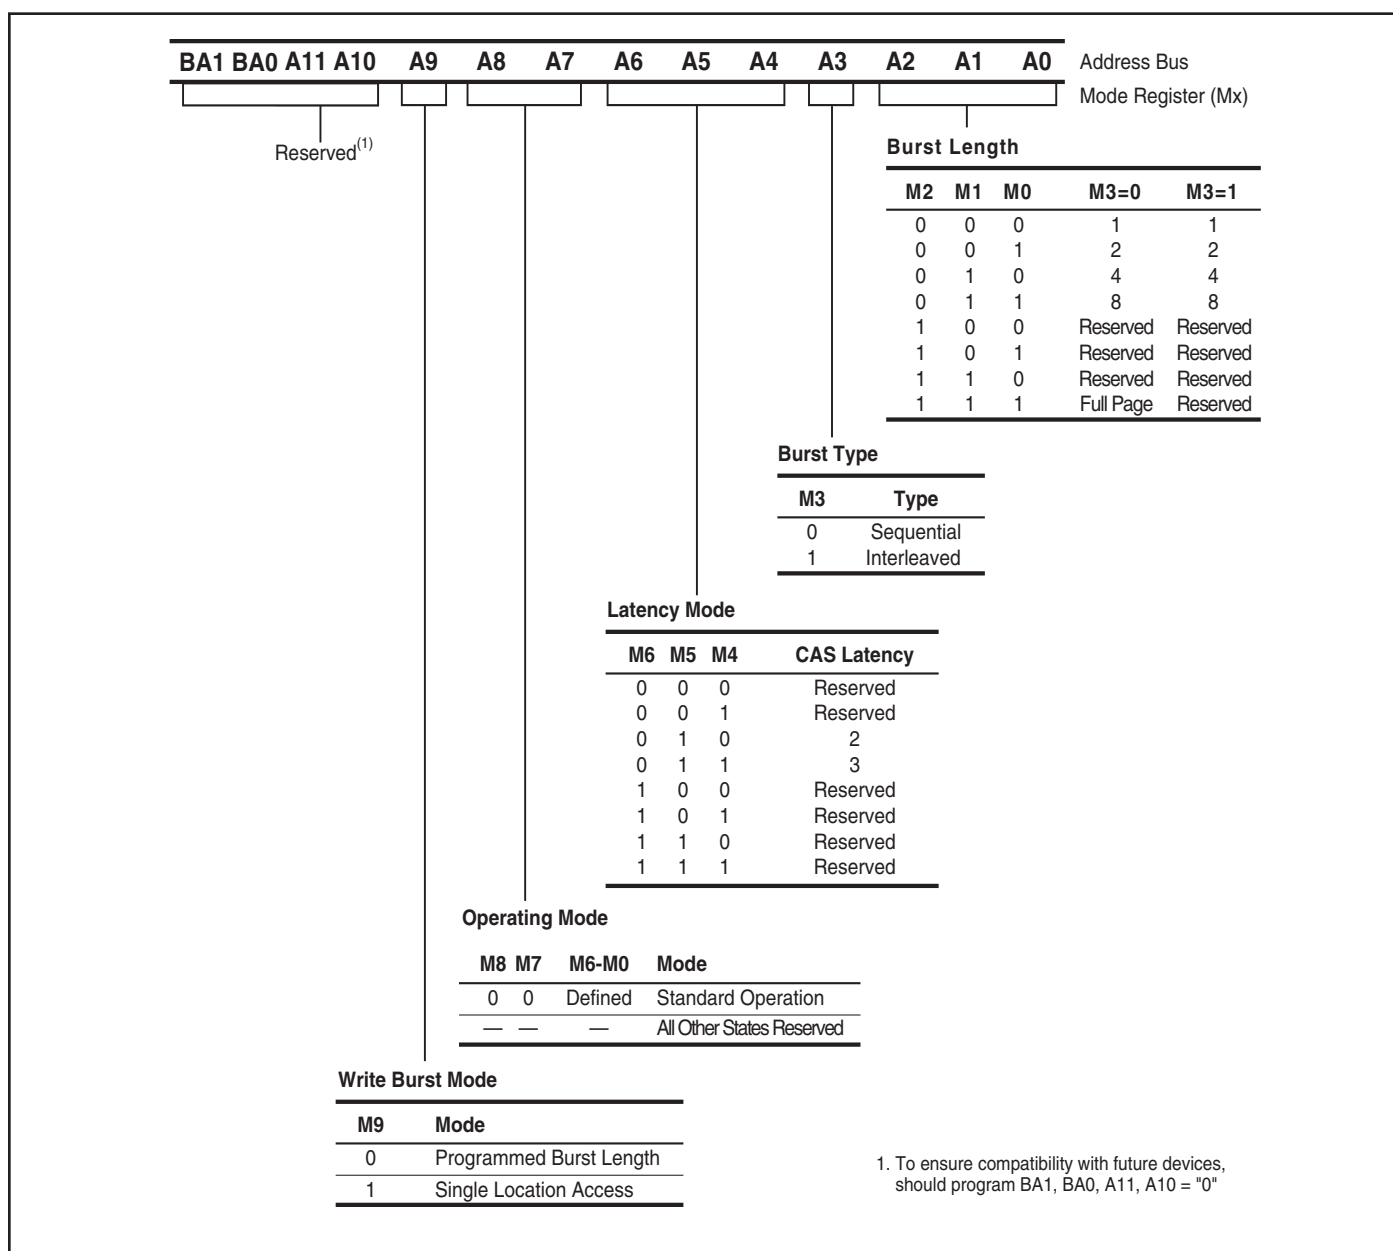 BA1 BA0 A11 A10 A9 A8 A7 A6 A5 A4 A3 A2 A1 A0 Address Bus
Mode Register (Mx)
Reserved(1)
Burst Length
M2 M1 M0 M3=0 M3=1
0 0 0 1 1
0 0 1 2 2
0 1 0 4 4
0 1 1 8 8
1 0 0 Reserved Reserved
1 0 1 Reserved Reserved
1 1 0 Reserved Reserved
1 1 1 Full Page Reserved
Burst Type
M3 Type
0 Sequential
1 Interleaved
Latency Mode
M6 M5 M4 CAS Latency
0 0 0 Reserved
0 0 1 Reserved
0 1 0 2
0 1 1 3
1 0 0 Reserved
1 0 1 Reserved
1 1 0 Reserved
1 1 1 Reserved
Operating Mode
M8 M7 M6-M0 Mode
0 0 Defined Standard Operation
— — — All Other States Reserved
Write Burst Mode
M9 Mode
0 Programmed Burst Length
1 Single Location Access
1. To ensure compatibility with future devices,
should program BA1, BA0, A11, A10 = "0"